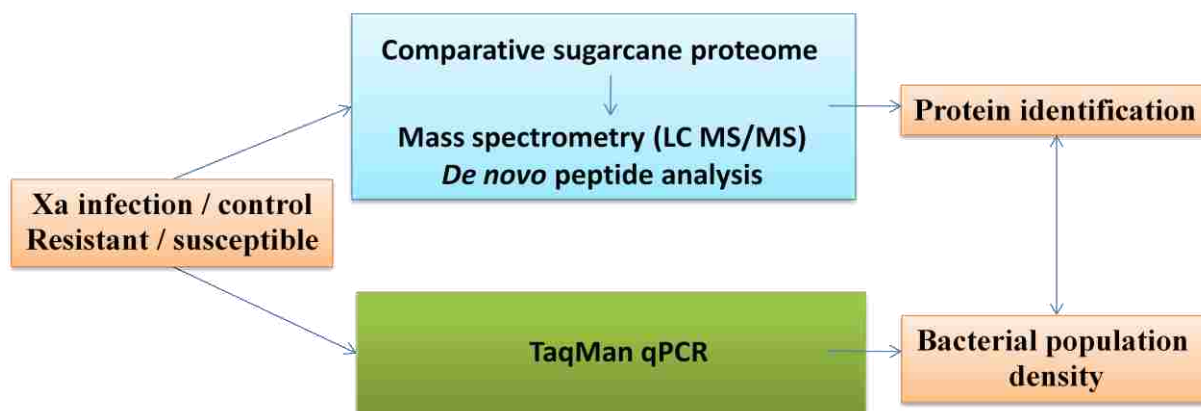 Xa infection / control
Resistant / susceptible
Comparative sugarcane proteome
Mass spectrometry (LC MS/MS)
De novo peptide analysis
Protein identification
TaqMan qPCR
Bacterial population
density